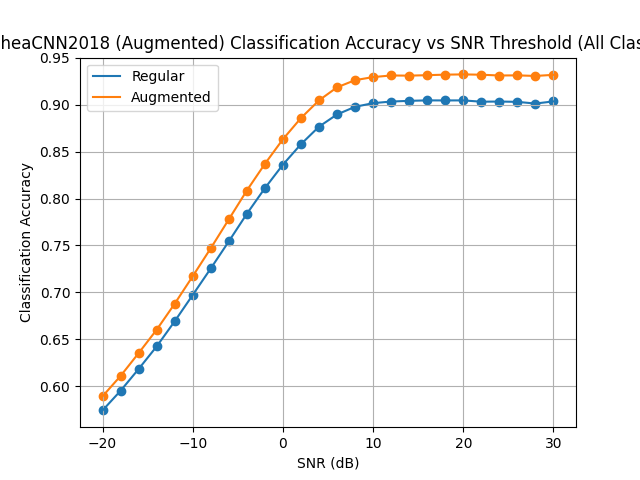 heaCNN2018 (Augmented) Classification Accuracy vs SNR Threshold (All Clas
Regular
Augmented
Classification Accuracy
0.95
0.90
0.85
0.80
0.75
0.70
0.65
0.60
−20
−10
0
10
20
30
SNR (dB)